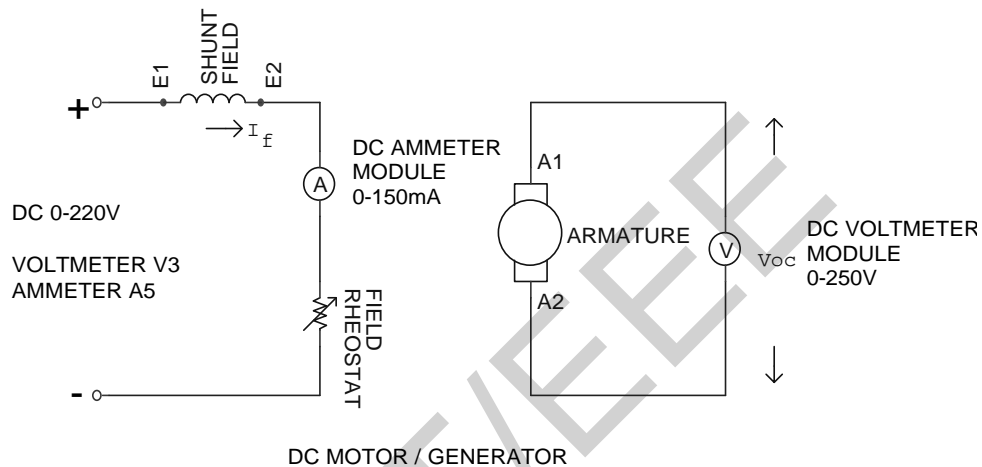 E1
SHUNT
FIELD
E2
+
I f
DC AMMETER
MODULE
0-150mA
A
DC 0-220V
VOLTMETER V3
AMMETER A5
FIELD
RHEOSTAT
-
A1
ARMATURE
A2
V
Voc
DC VOLTMETER
MODULE
0-250V
DC MOTOR / GENERATOR
/EEE